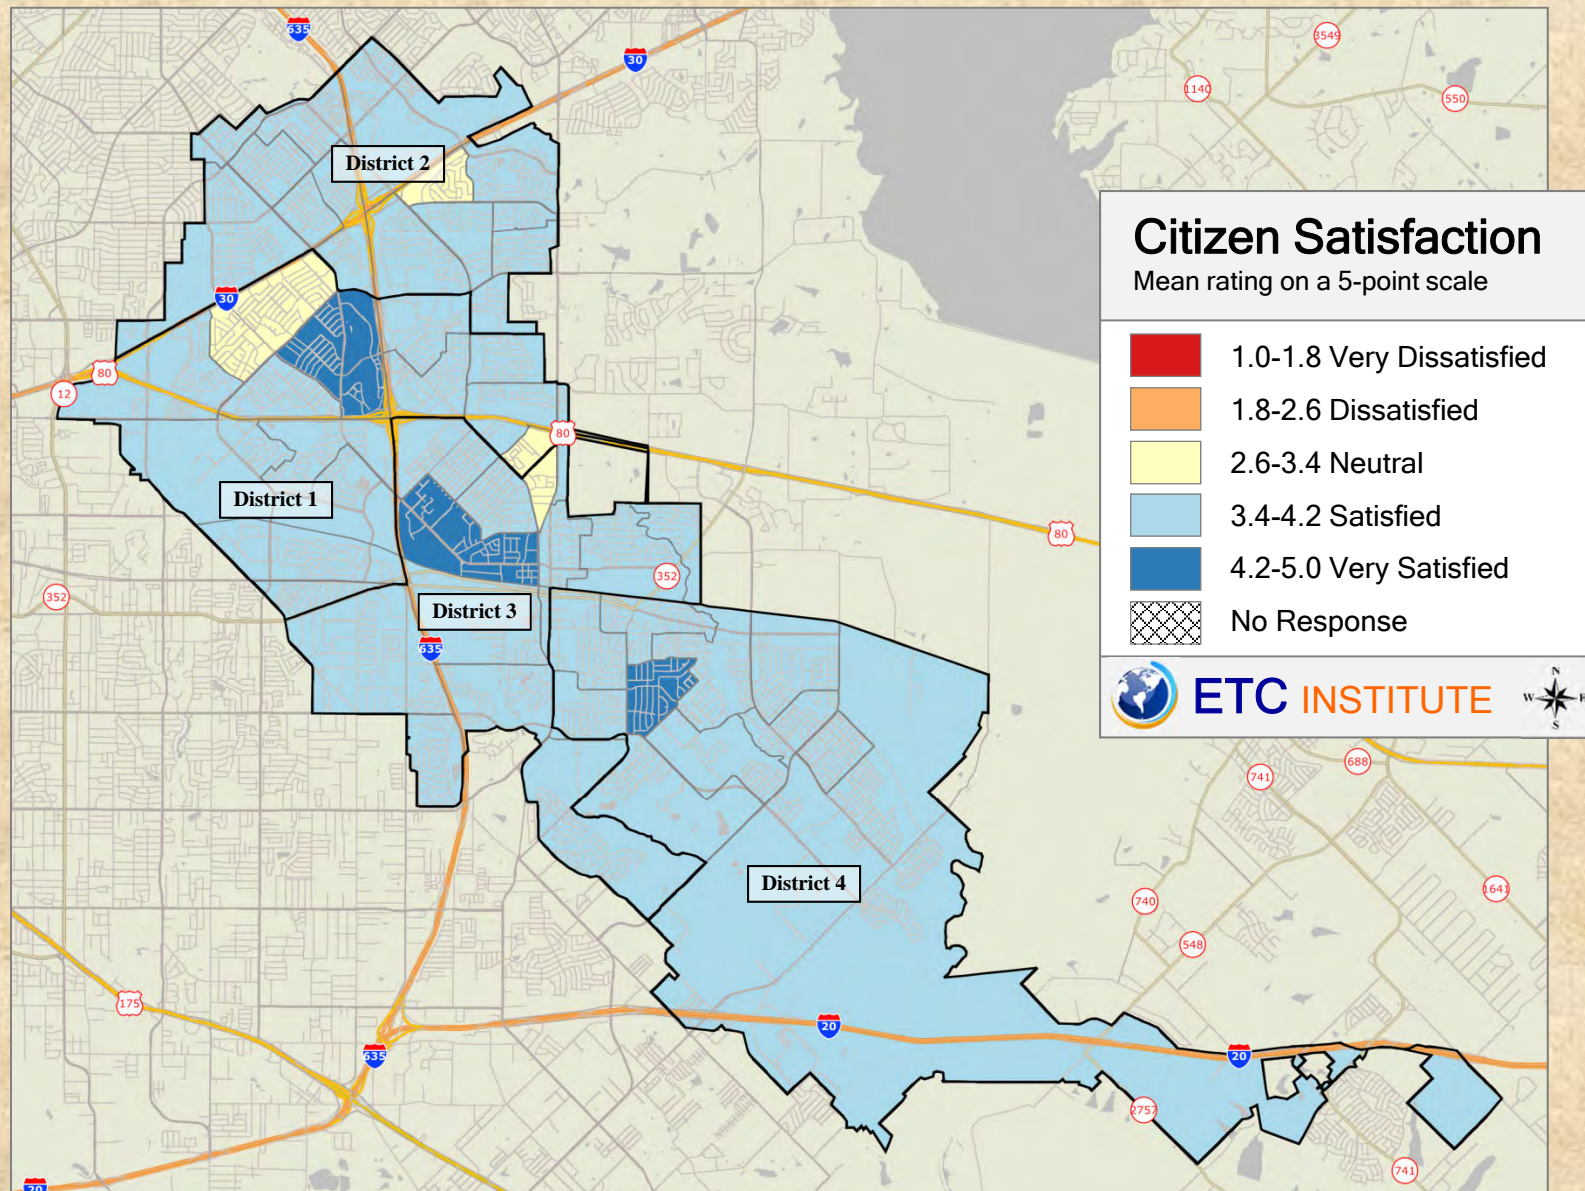 635
30
3549
1140
550
District 2
Citizen Satisfaction
Mean rating on a 5-point scale
1.0-1.8 Very Dissatisfied
1.8-2.6 Dissatisfied
2.6-3.4 Neutral
3.4-4.2 Satisfied
4.2-5.0 Very Satisfied
No Response
ETC INSTITUTE
N
W E
S
30
80
12
80
District 1
80
352
352
District 3
635
741
688
District 4
740
1641
548
175
20
635
20
2757
741
20